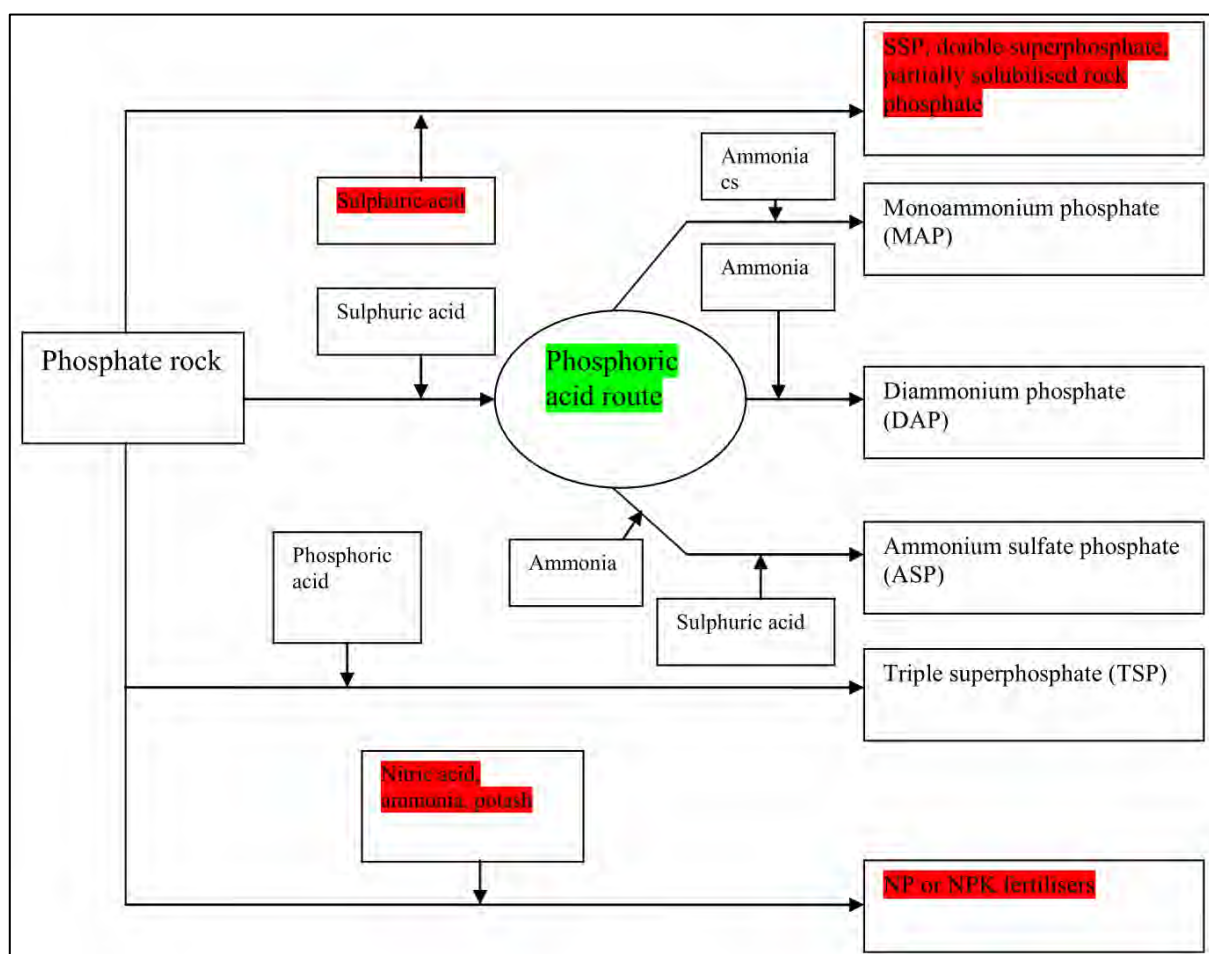 SSP, double superphosphate,
partially solubilised rock
phosphate
Ammonia
cs
Sulphuric acid
Monoammonium phosphate
(MAP)
Ammonia
Sulphuric acid
Phosphate rock
Phosphoric
acid route
Diammonium phosphate
(DAP)
Phosphoric
acid
Ammonia
Ammonium sulfate phosphate
(ASP)
Sulphuric acid
Triple superphosphate (TSP)
Nitric acid,
ammonia, potash
NP or NPK fertilisers